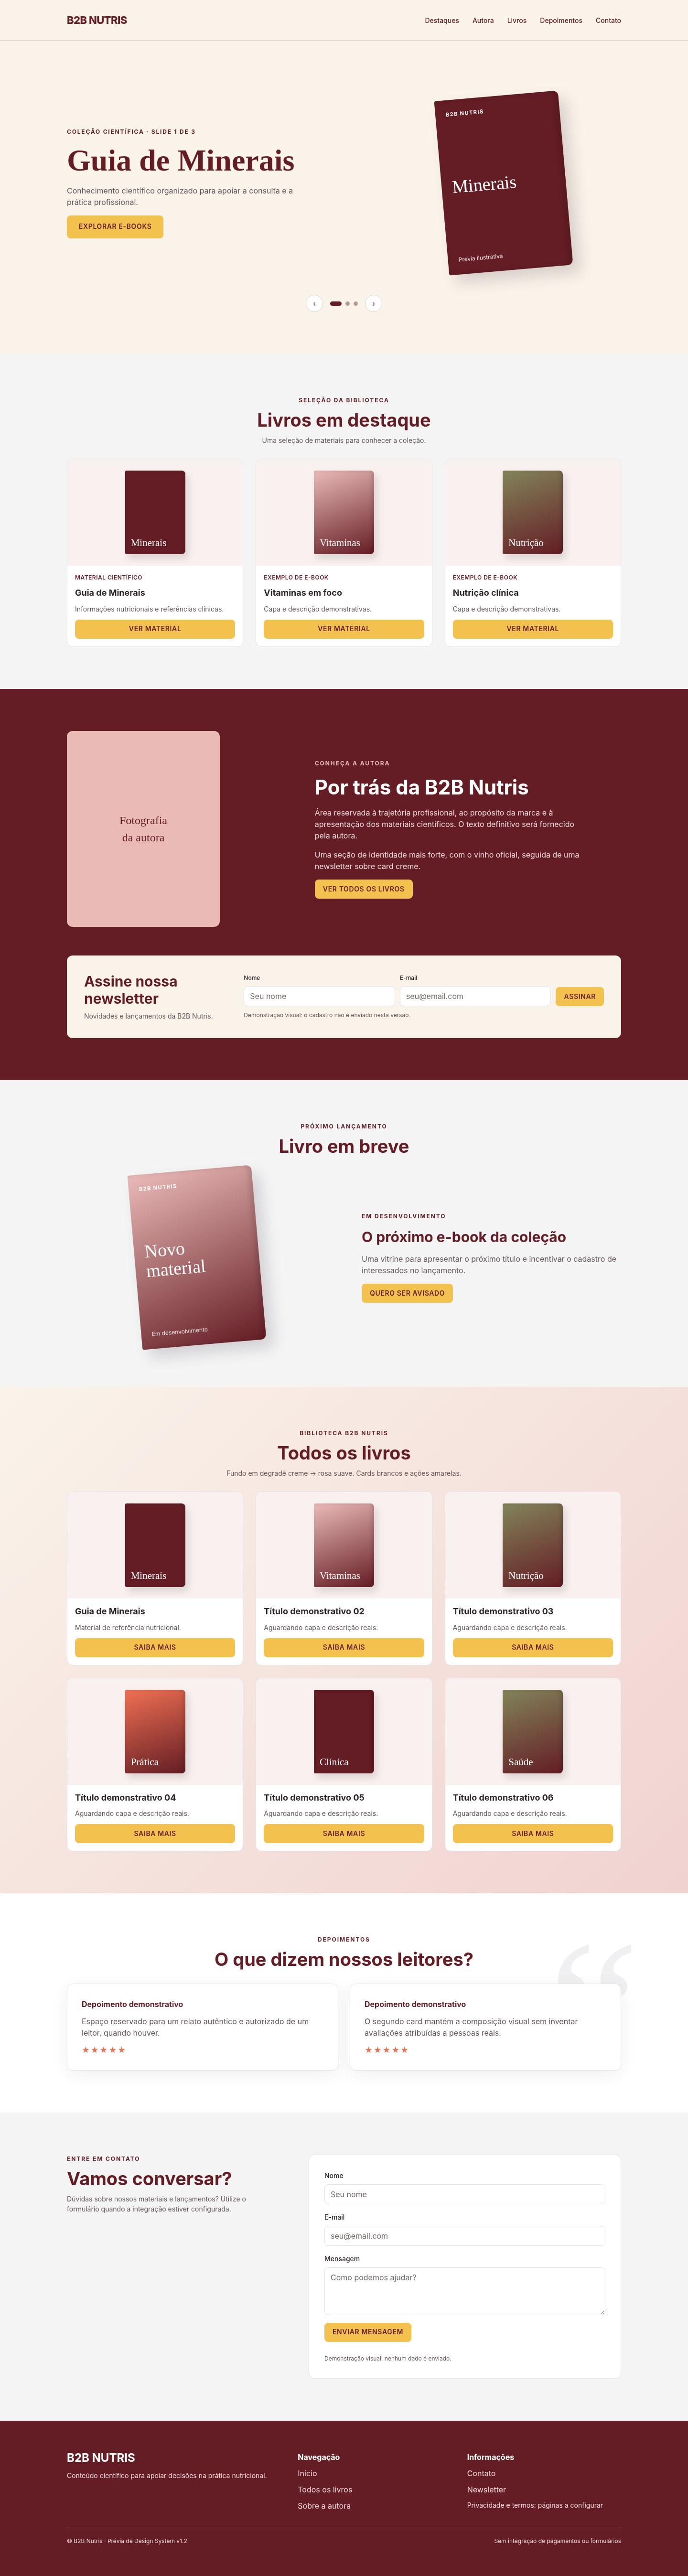 B2B NUTRIS
Destaques Autora Livros Depoimentos Contato
COLEÇÃO CIENTÍFICA · SLIDE 1 DE 3
Guia de Minerais
Conhecimento científico organizado para apoiar a consulta e a
prática profissional.
EXPLORAR E-BOOKS
B2B NUTRIS
Minerais
Prévia ilustrativa
‹
›
SELEÇÃO DA BIBLIOTECA
Livros em destaque
Uma seleção de materiais para conhecer a coleção.
Minerais
MATERIAL CIENTÍFICO
Guia de Minerais
Informações nutricionais e referências clínicas.
VER MATERIAL
Vitaminas
EXEMPLO DE E-BOOK
Vitaminas em foco
Capa e descrição demonstrativas.
VER MATERIAL
Nutrição
EXEMPLO DE E-BOOK
Nutrição clínica
Capa e descrição demonstrativas.
VER MATERIAL
Fotografia
da autora
CONHEÇA A AUTORA
Por trás da B2B Nutris
Área reservada à trajetória profissional, ao propósito da marca e à
apresentação dos materiais científicos. O texto definitivo será fornecido
pela autora.
Uma seção de identidade mais forte, com o vinho oficial, seguida de uma
newsletter sobre card creme.
VER TODOS OS LIVROS
Assine nossa
newsletter
Novidades e lançamentos da B2B Nutris.
Nome
Seu nome
E-mail
seu@email.com
ASSINAR
Demonstração visual: o cadastro não é enviado nesta versão.
PRÓXIMO LANÇAMENTO
Livro em breve
B2B NUTRIS
Novo
material
Em desenvolvimento
EM DESENVOLVIMENTO
O próximo e-book da coleção
Uma vitrine para apresentar o próximo título e incentivar o cadastro de
interessados no lançamento.
QUERO SER AVISADO
BIBLIOTECA B2B NUTRIS
Todos os livros
Fundo em degradê creme → rosa suave. Cards brancos e ações amarelas.
Minerais
Guia de Minerais
Material de referência nutricional.
SAIBA MAIS
Vitaminas
Título demonstrativo 02
Aguardando capa e descrição reais.
SAIBA MAIS
Nutrição
Título demonstrativo 03
Aguardando capa e descrição reais.
SAIBA MAIS
Prática
Título demonstrativo 04
Aguardando capa e descrição reais.
SAIBA MAIS
Clínica
Título demonstrativo 05
Aguardando capa e descrição reais.
SAIBA MAIS
Saúde
Título demonstrativo 06
Aguardando capa e descrição reais.
SAIBA MAIS
DEPOIMENTOS
O que dizem nossos leitores?
“
Depoimento demonstrativo
Espaço reservado para um relato autêntico e autorizado de um
leitor, quando houver.
★★★★★
Depoimento demonstrativo
O segundo card mantém a composição visual sem inventar
avaliações atribuídas a pessoas reais.
★★★★★
ENTRE EM CONTATO
Vamos conversar?
Dúvidas sobre nossos materiais e lançamentos? Utilize o
formulário quando a integração estiver configurada.
Nome
Seu nome
E-mail
seu@email.com
Mensagem
Como podemos ajudar?
ENVIAR MENSAGEM
Demonstração visual: nenhum dado é enviado.
B2B NUTRIS
Conteúdo científico para apoiar decisões na prática nutricional.
Navegação
Início
Todos os livros
Sobre a autora
Informações
Contato
Newsletter
Privacidade e termos: páginas a configurar
© B2B Nutris · Prévia de Design System v1.2
Sem integração de pagamentos ou formulários